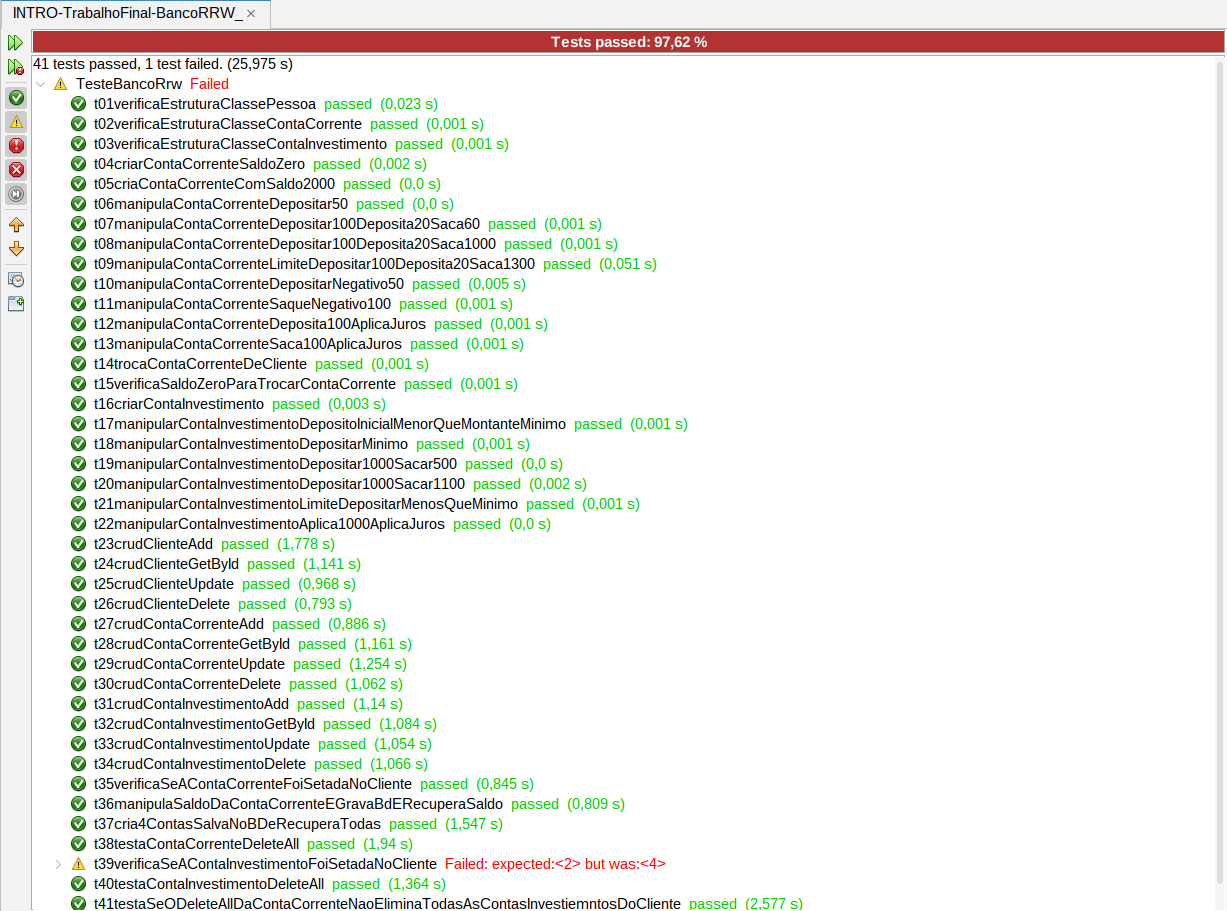 INTRO-TrabalhoFinal-BancoRRW_
Tests passed: 97,62 %
41 tests passed, 1 test failed. (25,975 s)
TesteBancoRrw Failed
t01verificaEstruturaClassePessoa passed (0,023 s)
t02verificaEstruturaClasseContaCorrente passed (0,001 s)
t03verificaEstruturaClasseContaInvestimento passed (0,001 s)
t04criarContaCorrenteSaldoZero passed (0,002 s)
t05criaContaCorrenteComSaldo2000 passed (0,0 s)
t06manipulaContaCorrenteDepositar50 passed (0,0 s)
t07manipulaContaCorrenteDepositar100Deposita20Saca60 passed (0,001 s)
t08manipulaContaCorrenteDepositar100Deposita20Saca1000 passed (0,001 s)
t09manipulaContaCorrenteLimiteDepositar100Deposita20Saca1300 passed (0,051 s)
t10manipulaContaCorrenteDepositarNegativo50 passed (0,005 s)
t11manipulaContaCorrenteSaqueNegativo100 passed (0,001 s)
t12manipulaContaCorrenteDeposita100AplicaJuros passed (0,001 s)
t13manipulaContaCorrenteSaca100AplicaJuros passed (0,001 s)
t14trocaContaCorrenteDeCliente passed (0,001 s)
t15verificaSaldoZeroParaTrocarContaCorrente passed (0,001 s)
t16criarContaInvestimento passed (0,003 s)
t17manipularContaInvestimentoDepositoInicialMenorQueMontanteMinimo passed (0,001 s)
t18manipularContaInvestimentoDepositarMinimo passed (0,001 s)
t19manipularContaInvestimentoDepositar1000Sacar500 passed (0,0 s)
t20manipularContaInvestimentoDepositar1000Sacar1100 passed (0,002 s)
t21manipularContaInvestimentoLimiteDepositarMenosQueMinimo passed (0,001 s)
t22manipularContaInvestimentoAplica1000AplicaJuros passed (0,0 s)
t23crudClienteAdd passed (1,778 s)
t24crudClienteGetById passed (1,141 s)
t25crudClienteUpdate passed (0,968 s)
t26crudClienteDelete passed (0,793 s)
t27crudContaCorrenteAdd passed (0,886 s)
t28crudContaCorrenteGetById passed (1,161 s)
t29crudContaCorrenteUpdate passed (1,254 s)
t30crudContaCorrenteDelete passed (1,062 s)
t31crudContaInvestimentoAdd passed (1,14 s)
t32crudContaInvestimentoGetById passed (1,084 s)
t33crudContaInvestimentoUpdate passed (1,054 s)
t34crudContaInvestimentoDelete passed (1,066 s)
t35verificaSeAContaCorrenteFoiSetadaNoCliente passed (0,845 s)
t36manipulaSaldoDaContaCorrenteEGravaBdERecuperaSaldo passed (0,809 s)
t37cria4ContasSalvaNoBDeRecuperaTodas passed (1,547 s)
t38testaContaCorrenteDeleteAll passed (1,94 s)
t39verificaSeAContaInvestimentoFoiSetadaNoCliente Failed: expected:<2> but was:<4>
t40testaContaInvestimentoDeleteAll passed (1,364 s)
t41testaSeODeleteAllDaContaCorrenteNaoEliminaTodasAsContasInvestiemntosDoCliente passed (2,577 s)